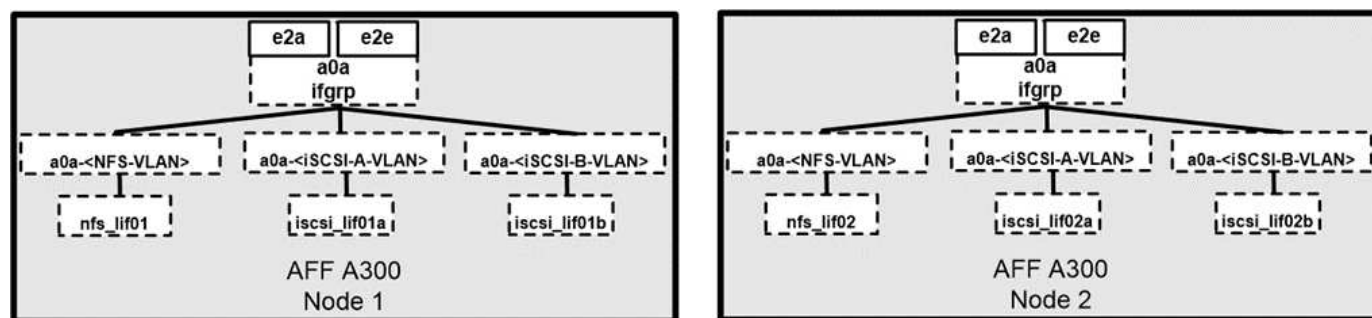 e2a e2e
a0a
ifgrp
a0a-<NFS-VLAN> a0a-<iSCSI-A-VLAN> a0a-<iSCSI-B-VLAN>
nfs_lif01 iscsi_lif01a iscsi_lif01b
AFF A300
Node 1
e2a e2e
a0a
ifgrp
a0a-<NFS-VLAN> a0a-<iSCSI-A-VLAN> a0a-<iSCSI-B-VLAN>
nfs_lif02 iscsi_lif02a iscsi_lif02b
AFF A300
Node 2